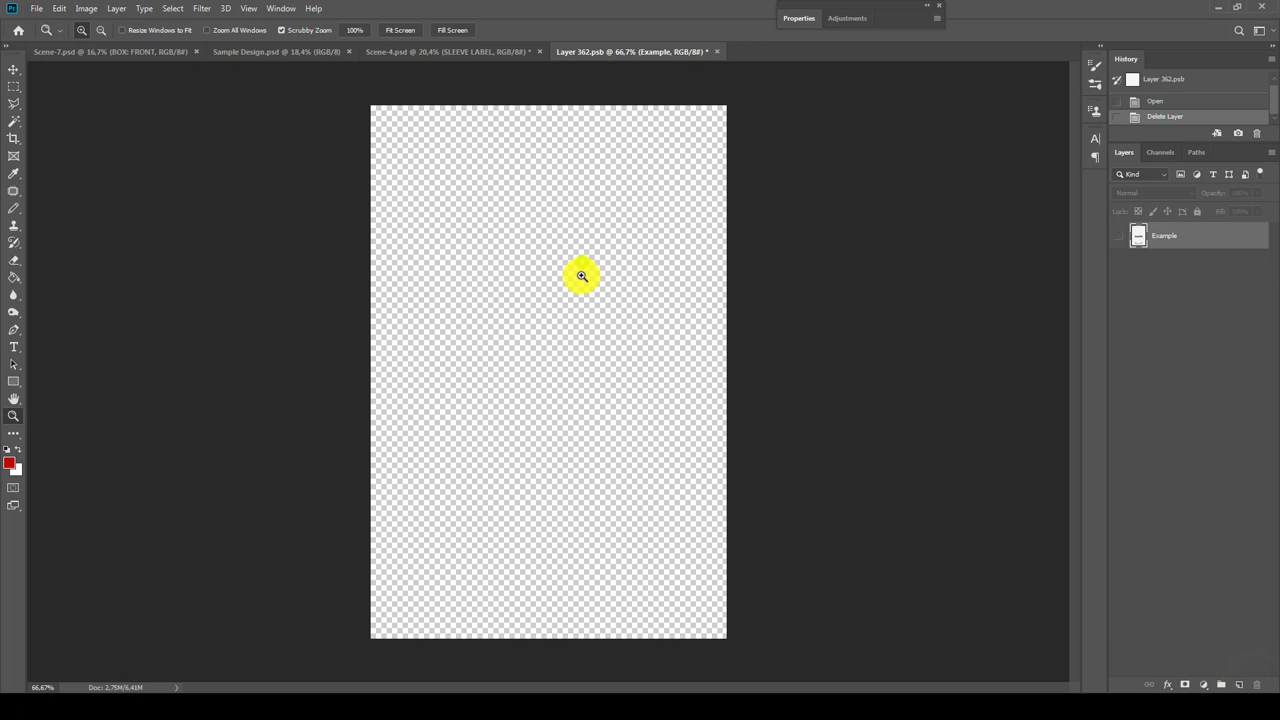 Ps File Edit Image Layer Type Select Filter 3D View Window Help
Properties Adjustments
Resize Windows to Fit Zoom All Windows Scrubby Zoom 100% Fit Screen Fill Screen
Scene-7.psd @ 16,7% (BOX: FRONT, RGB/8#) × Sample Design.psd @ 18,4% (RGB/8) × Scene-4.psd @ 20,4% (SLEEVE LABEL, RGB/8#) * × Layer 362.psb @ 66,7% (Example, RGB/8#) * ×
History
Layer 362.psb
Open
Delete Layer
Layers Channels Paths
Kind
Normal Opacity: 100%
Lock: Fill: 100%
Example
66,67% Doc: 2,75M/6,41M